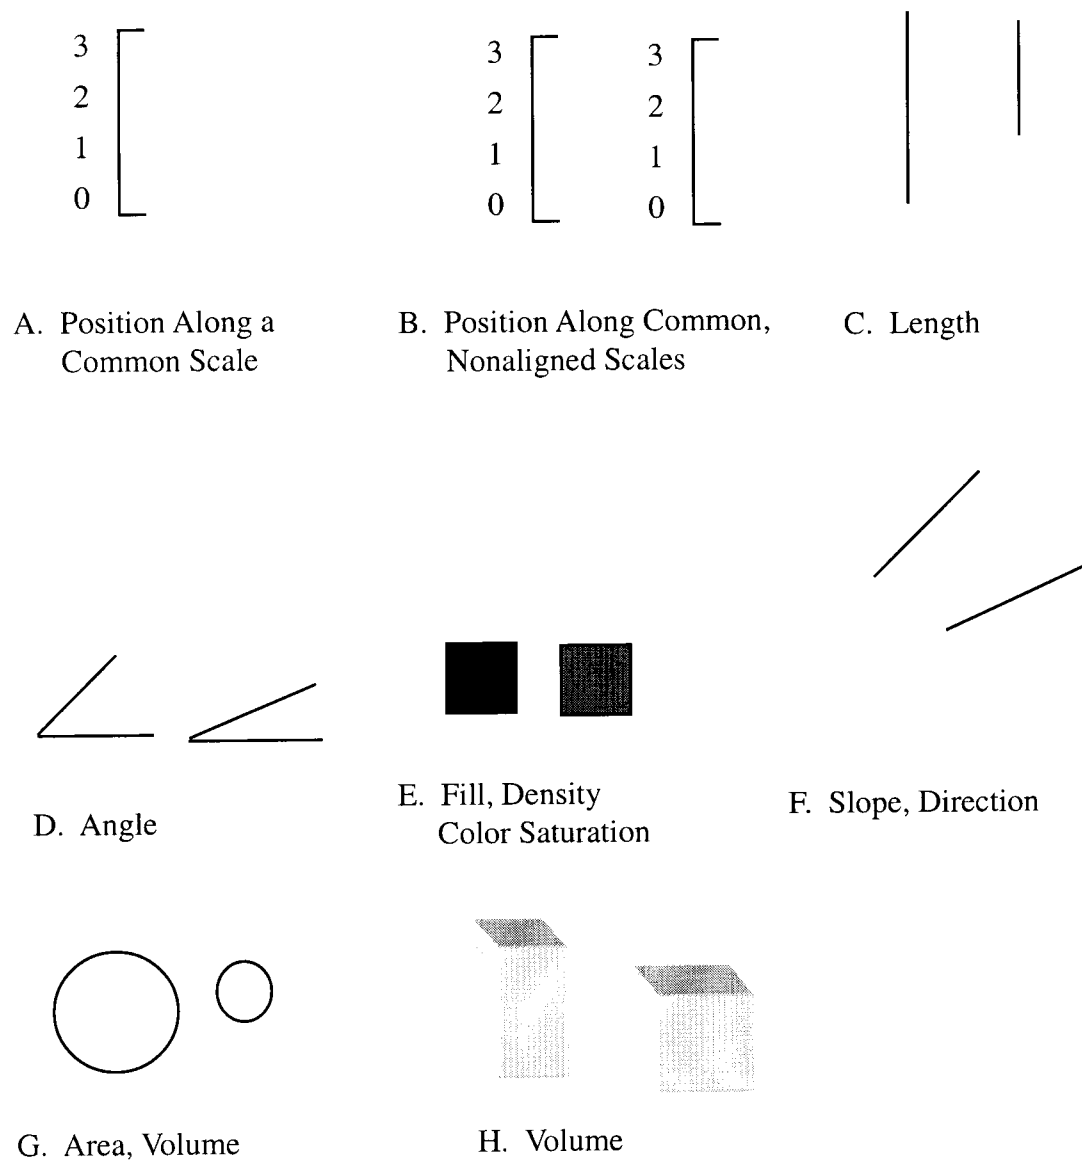 3
2
1
0
3
2
1
0
3
2
1
0
A. Position Along a
Common Scale
B. Position Along Common,
Nonaligned Scales
C. Length
D. Angle
E. Fill, Density
Color Saturation
F. Slope, Direction
G. Area, Volume
H. Volume